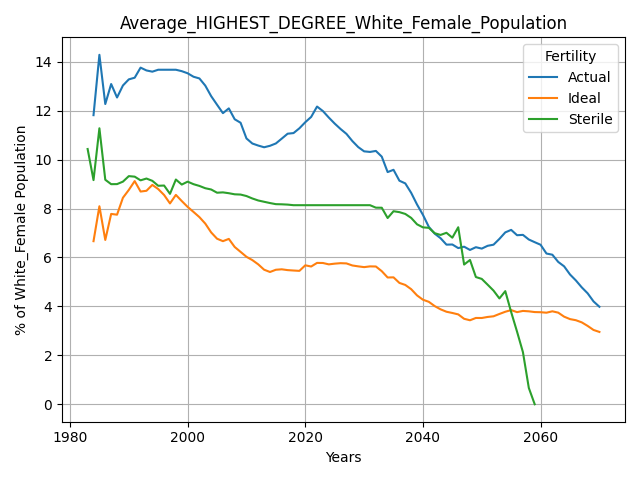 Average_HIGHEST_DEGREE_White_Female_Population
% of White_Female Population
14
12
10
8
6
4
2
0
Fertility
Actual
Ideal
Sterile
1980
2000
2020
2040
2060
Years